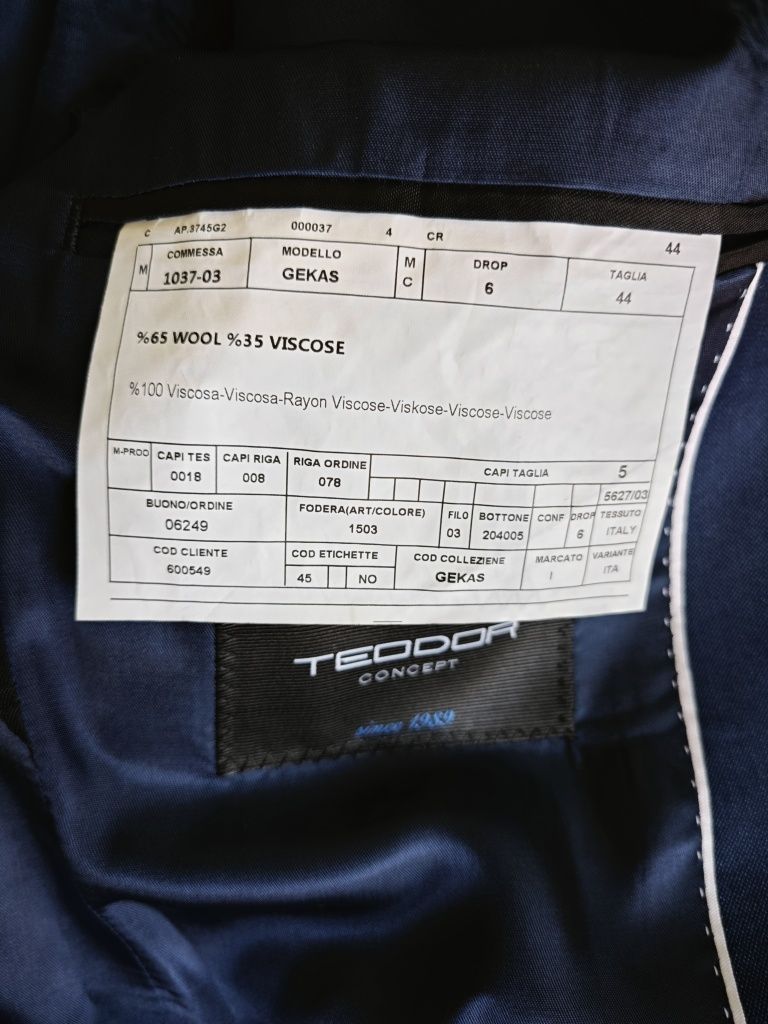 C AP.3745G2 000037 4 CR 44
M COMMESSA MODELLO M C DROP TAGLIA
1037-03 GEKAS 6 44
%65 WOOL %35 VISCOSE
%100 Viscosa-Viscosa-Rayon Viscose-Viskose-Viscose-Viscose
M-PROD CAPI TES CAPI RIGA RIGA ORDINE CAPI TAGLIA 5
0018 008 078
5627/03
BUONO/ORDINE FODERA(ART/COLORE) FILO BOTTONE CONF DROP TESSUTO
06249 1503 03 204005 6 ITALY
COD CLIENTE COD ETICHETTE COD COLLEZIENE MARCATO VARIANTE
600549 45 NO GEKAS I ITA
TEODOR
CONCEPT
since 1989